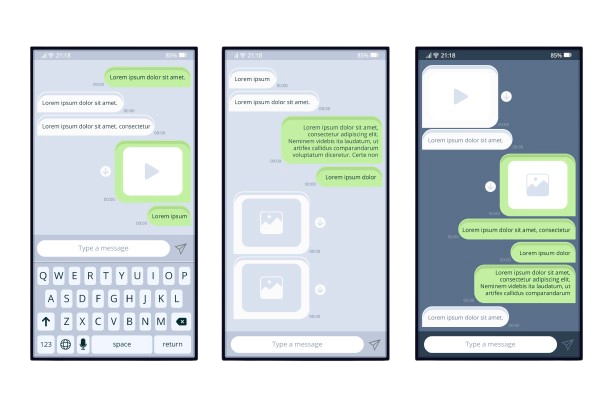 21:18
85%
Lorem ipsum dolor sit amet.
00:00
Lorem ipsum dolor sit amet.
00:00
Lorem ipsum dolor sit amet, consectetur
00:00
00:00
Lorem ipsum
00:00
Type a message
Q W E R T Y U I O P
A S D F G H J K L
Z X C V B N M
123
space
return
21:18
85%
Lorem ipsum
00:00
Lorem ipsum dolor sit amet.
00:00
Lorem ipsum dolor sit amet,
consectetur adipiscing elit.
Nominem videntis ita laudatum, ut
artifex callidus comparandarum
voluptatum diceretur. Certe non
00:00
Lorem ipsum dolor
00:00
00:00
00:00
Type a message
21:18
85%
00:00
Lorem ipsum dolor sit amet.
00:00
00:00
Lorem ipsum dolor sit amet, consectetur
00:00
Lorem ipsum dolor
00:00
Lorem ipsum dolor sit amet,
consectetur adipiscing elit.
Nominem videntis ita laudatum, ut
artifex callidus comparandarum
00:00
Lorem ipsum dolor sit amet.
00:00
Type a message